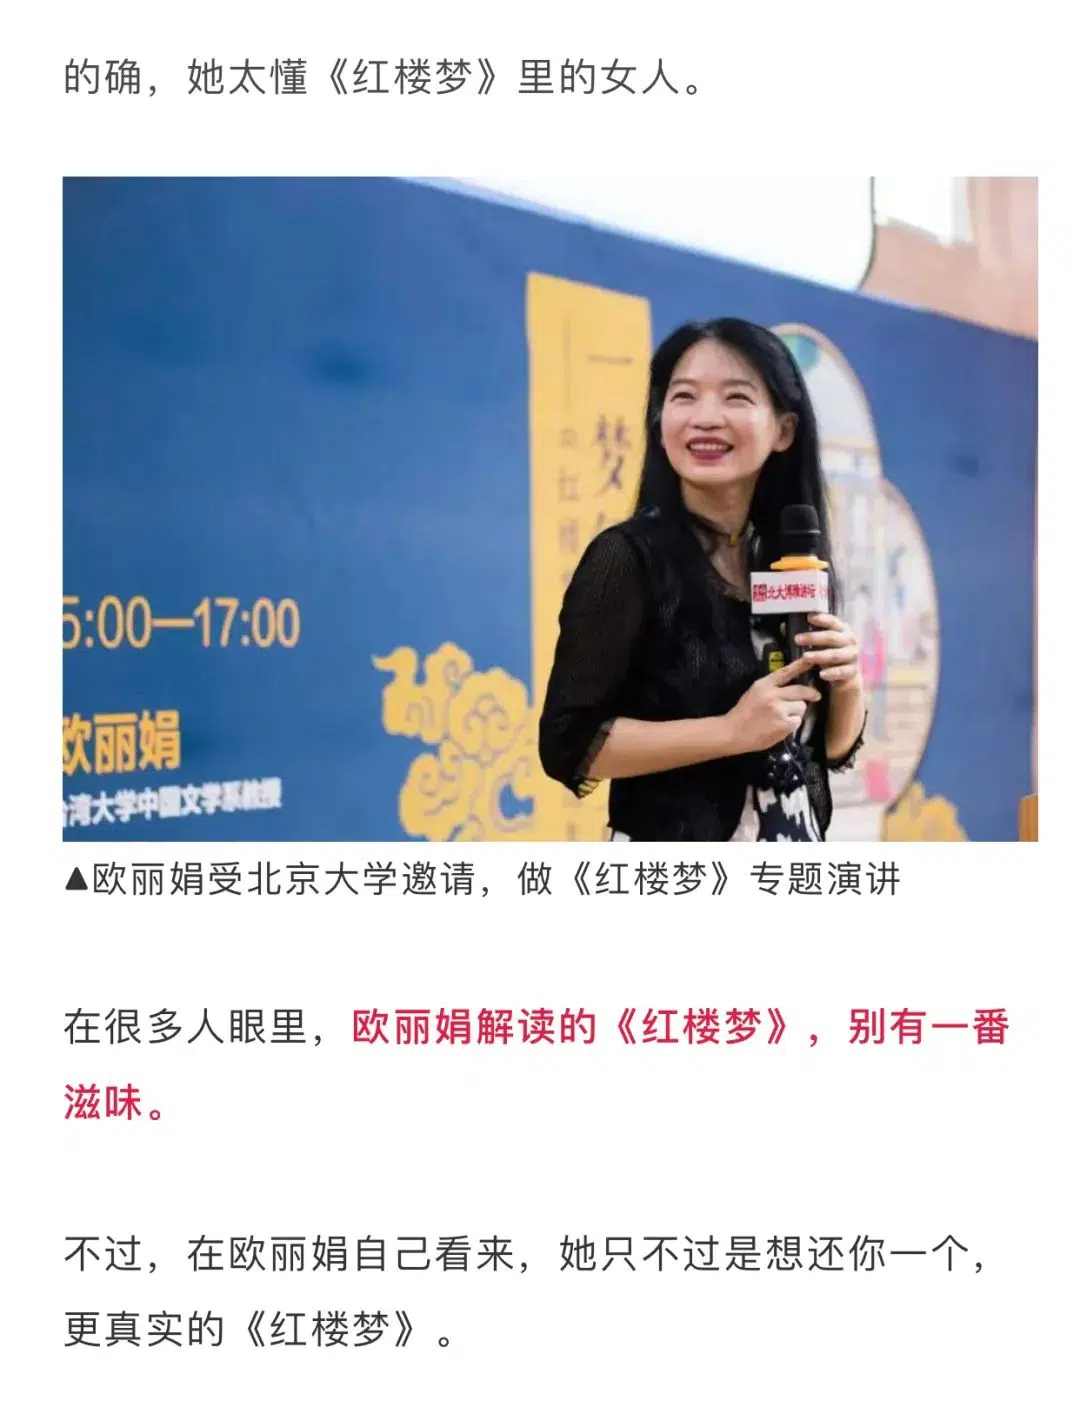 的确，她太懂《红楼梦》里的女人。
一梦
红楼
5:00—17:00
欧丽娟
台湾大学中国文学系教授
北大博雅讲坛
▲欧丽娟受北京大学邀请，做《红楼梦》专题演讲
在很多人眼里，欧丽娟解读的《红楼梦》，别有一番
滋味。
不过，在欧丽娟自己看来，她只不过是想还你一个，
更真实的《红楼梦》。